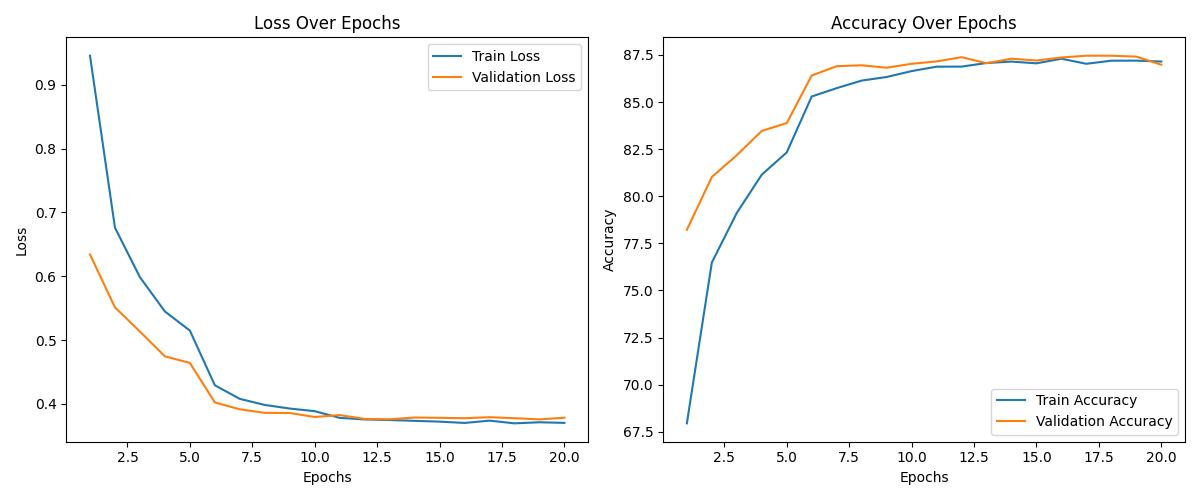 Loss Over Epochs
Train Loss
Validation Loss
Loss
0.9
0.8
0.7
0.6
0.5
0.4
2.5 5.0 7.5 10.0 12.5 15.0 17.5 20.0
Epochs
Accuracy Over Epochs
Accuracy
87.5
85.0
82.5
80.0
77.5
75.0
72.5
70.0
67.5
Train Accuracy
Validation Accuracy
2.5 5.0 7.5 10.0 12.5 15.0 17.5 20.0
Epochs